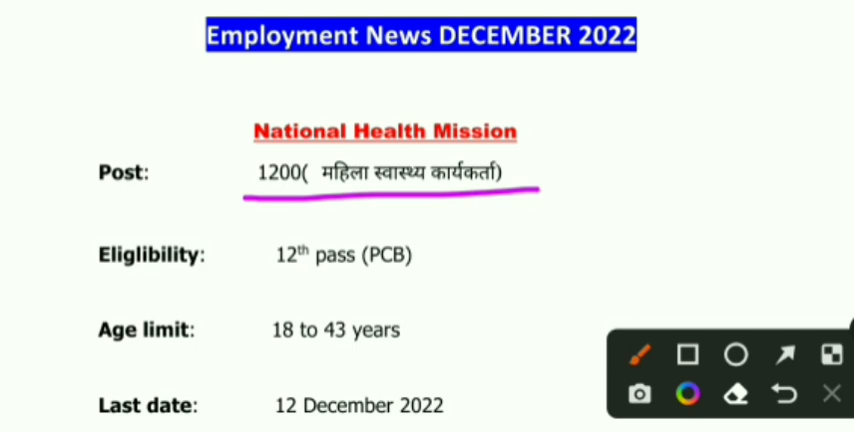 Employment News DECEMBER 2022
National Health Mission
Post: 1200( महिला स्वास्थ्य कार्यकर्ता)
Eliglibility: 12th pass (PCB)
Age limit: 18 to 43 years
Last date: 12 December 2022